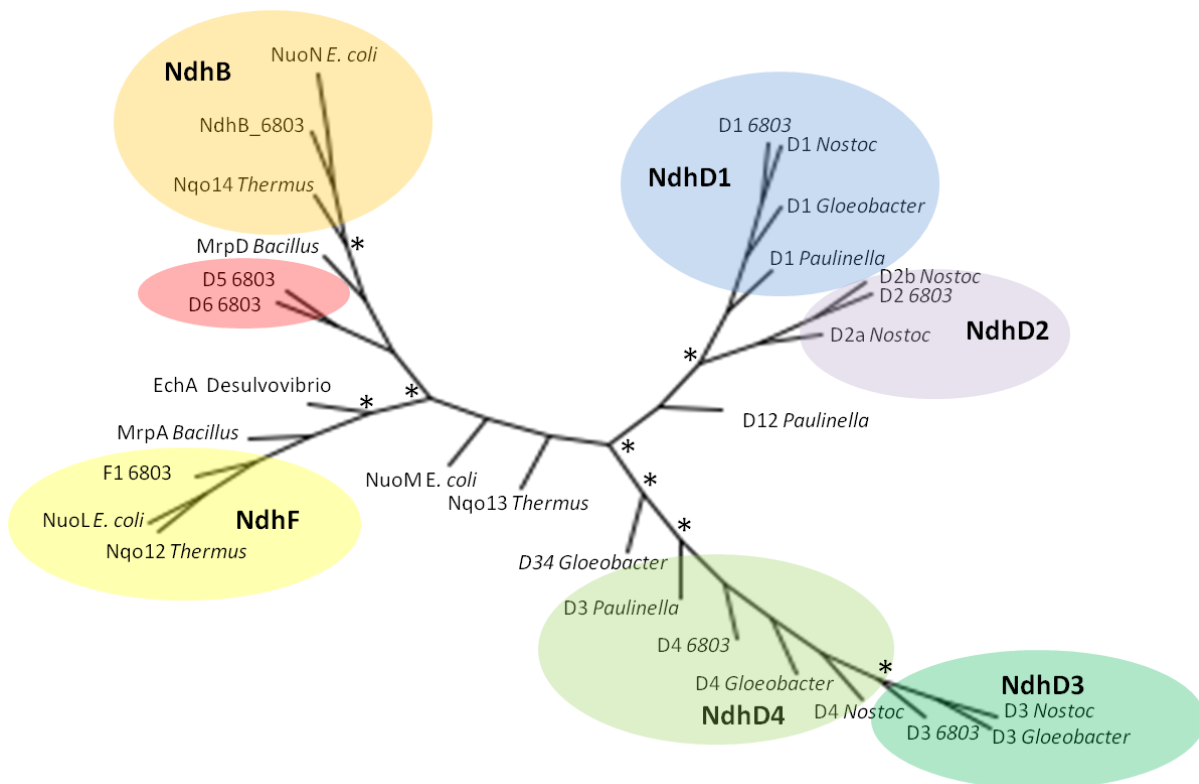 NuoN E. coli
NdhB
NdhB_6803
Nqo14 Thermus
MrpD Bacillus
D5 6803
D6 6803
EchA Desulvovibrio
MrpA Bacillus
F1 6803
NuoL E. coli
NdhF
Nqo12 Thermus
NuoM E. coli
Nqo13 Thermus
D1 6803
D1 Nostoc
NdhD1
D1 Gloeobacter
D1 Paulinella
D2b Nostoc
D2 6803
D2a Nostoc
NdhD2
D12 Paulinella
D34 Gloeobacter
D3 Paulinella
D4 6803
D4 Gloeobacter
NdhD4
D4 Nostoc
NdhD3
D3 Nostoc
D3 6803
D3 Gloeobacter
*
*
*
*
*
*
*
*